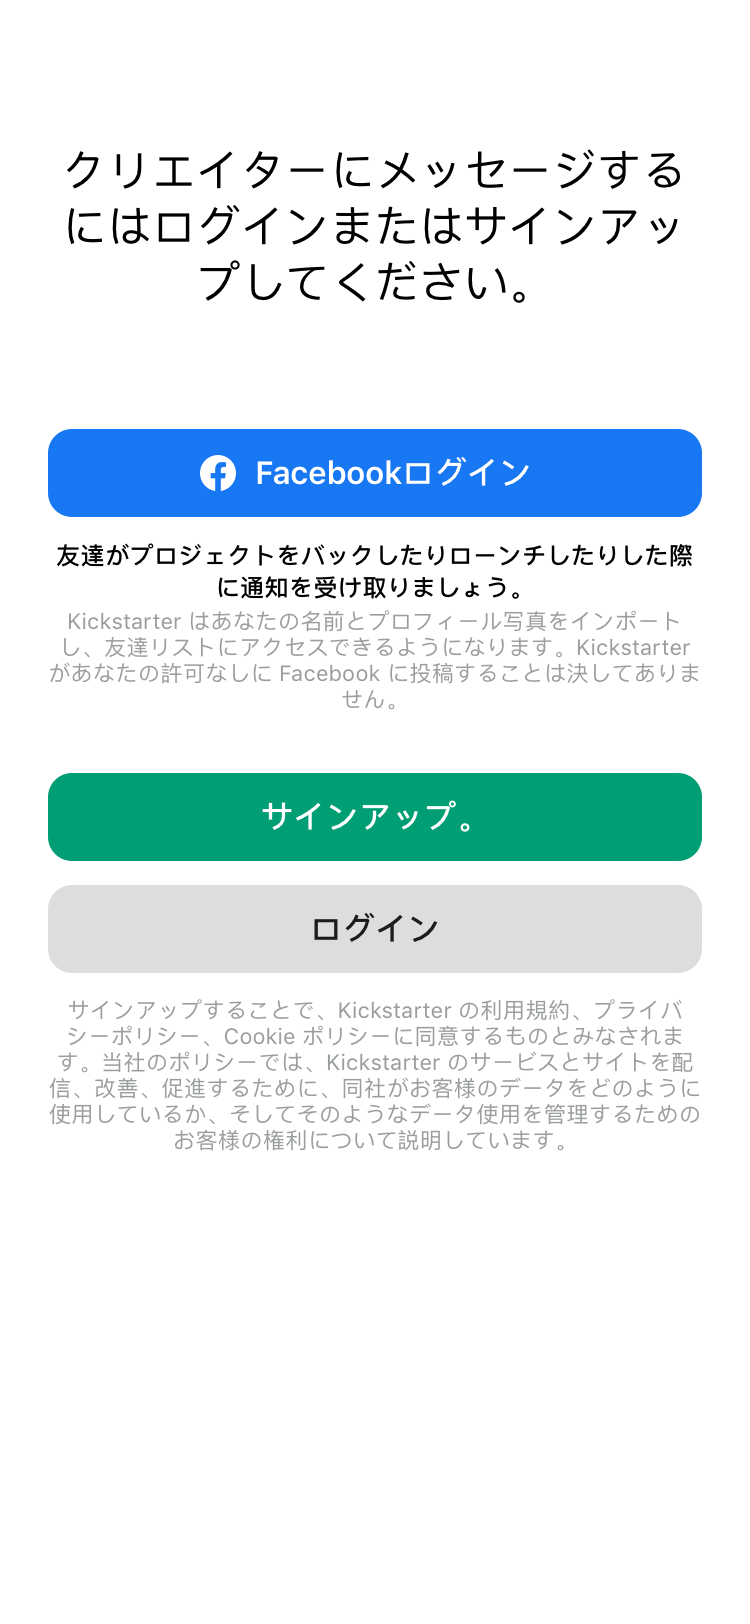 クリエイターにメッセージする
にはログインまたはサインアッ
プしてください。
Facebookログイン
友達がプロジェクトをバックしたりローンチしたりした際
に通知を受け取りましょう。
Kickstarter はあなたの名前とプロフィール写真をインポート
し、友達リストにアクセスできるようになります。Kickstarter
があなたの許可なしに Facebook に投稿することは決してありま
せん。
サインアップ。
ログイン
サインアップすることで、Kickstarter の利用規約、プライバ
シーポリシー、Cookie ポリシーに同意するものとみなされま
す。当社のポリシーでは、Kickstarter のサービスとサイトを配
信、改善、促進するために、同社がお客様のデータをどのように
使用しているか、そしてそのようなデータ使用を管理するための
お客様の権利について説明しています。